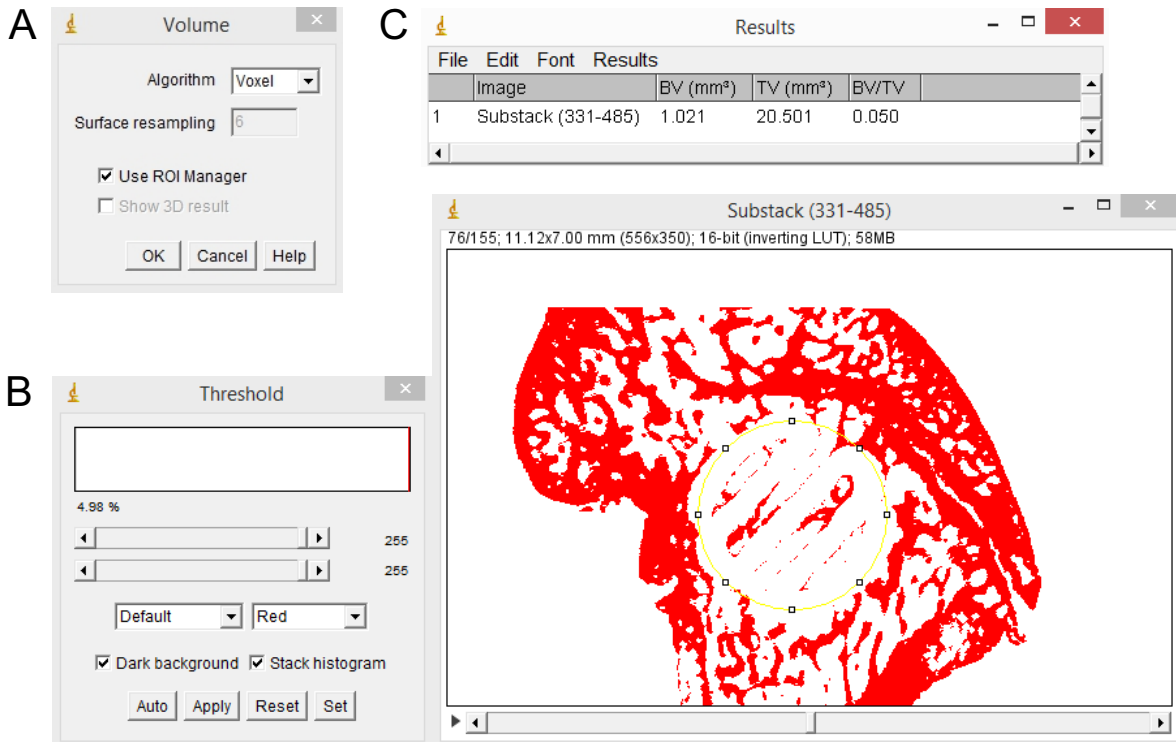 A
Volume
Algorithm Voxel
Surface resampling 6
Use ROI Manager
Show 3D result
OK Cancel Help
B
Threshold
4.98 %
255
255
Default Red
Dark background Stack histogram
Auto Apply Reset Set
C
Results
File Edit Font Results
Image BV (mm³) TV (mm³) BV/TV
1 Substack (331-485) 1.021 20.501 0.050
Substack (331-485)
76/155; 11.12x7.00 mm (556x350); 16-bit (inverting LUT); 58MB